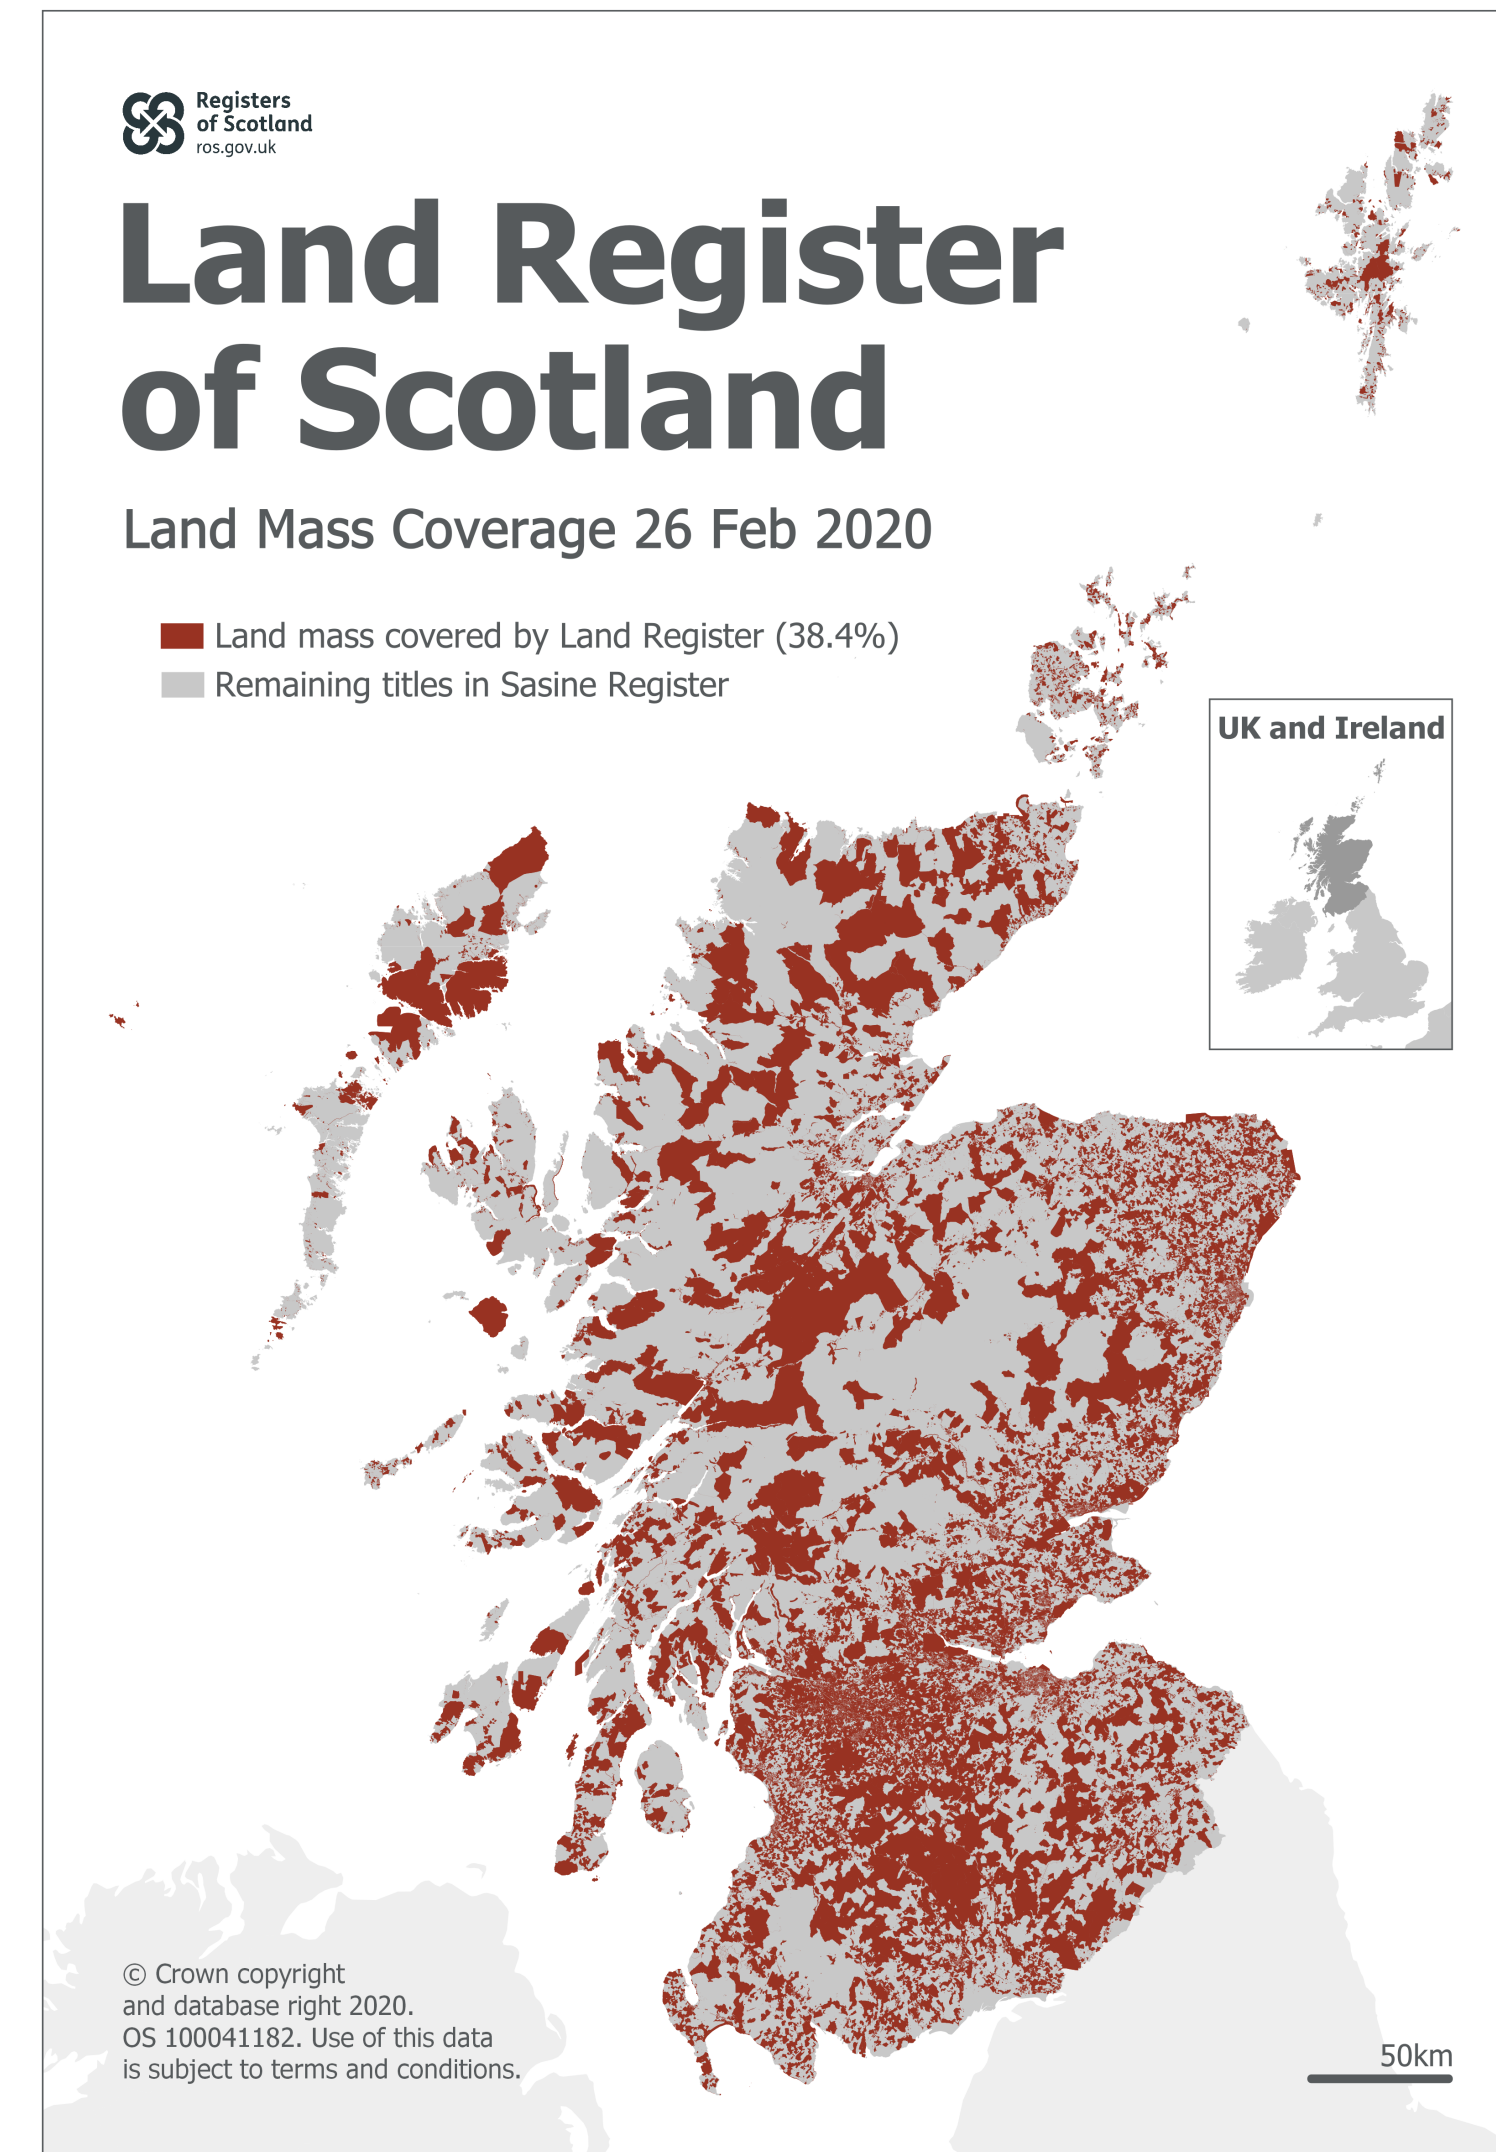 Registers
of Scotland
ros.gov.uk
Land Register
of Scotland
Land Mass Coverage 26 Feb 2020
Land mass covered by Land Register (38.4%)
Remaining titles in Sasine Register
UK and Ireland
© Crown copyright
and database right 2020.
OS 100041182. Use of this data
is subject to terms and conditions.
50km